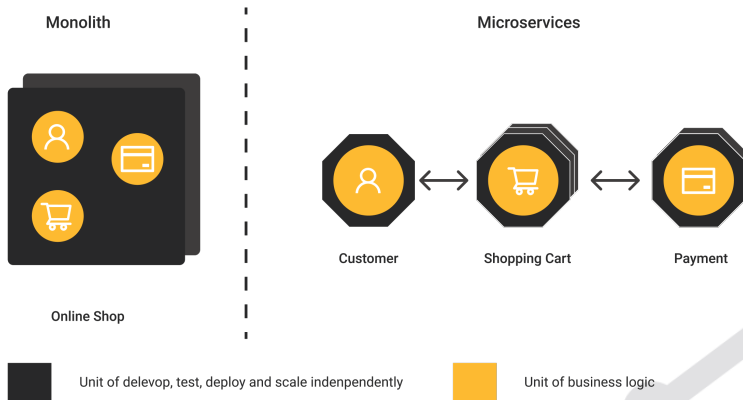 Monolith
Microservices
Customer
Shopping Cart
Payment
Online Shop
Unit of delevop, test, deploy and scale indenpendently
Unit of business logic